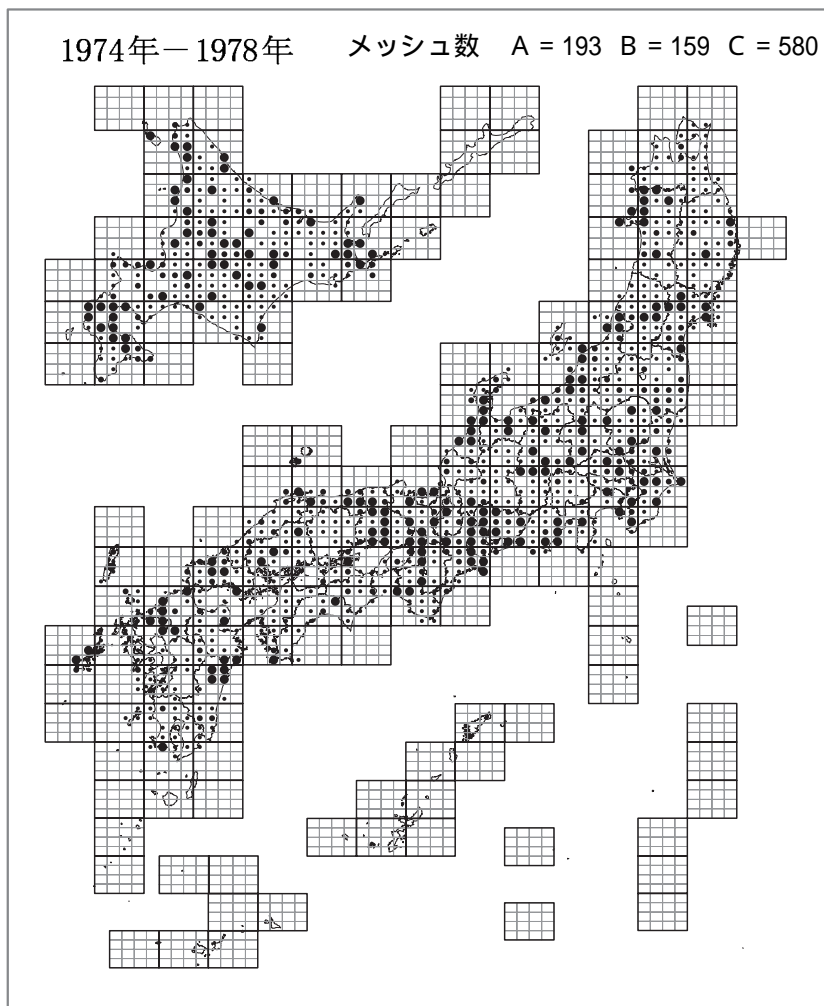 1974年－1978年 メッシュ数 A = 193 B = 159 C = 580